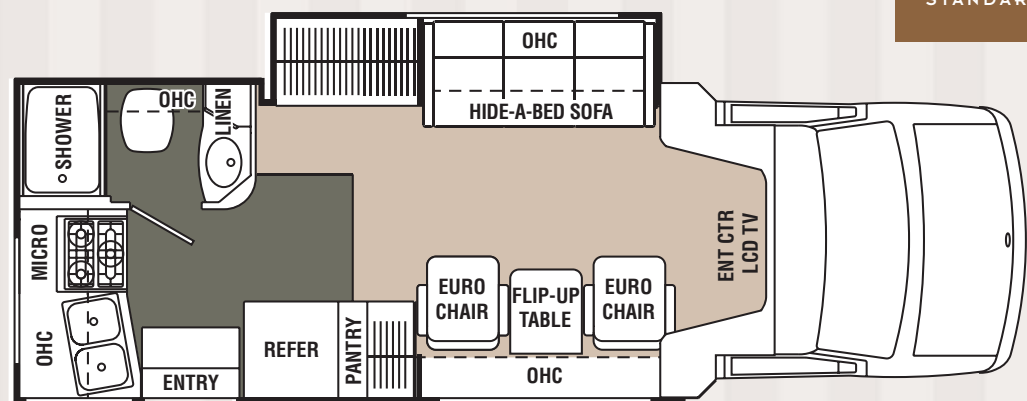 STANDAR
OHC
HIDE-A-BED SOFA
OHC
LINEN
SHOWER
MICRO
OHC
ENTRY
REFER
PANTRY
EURO
CHAIR
FLIP-UP
TABLE
EURO
CHAIR
OHC
ENT CTR
LCD TV